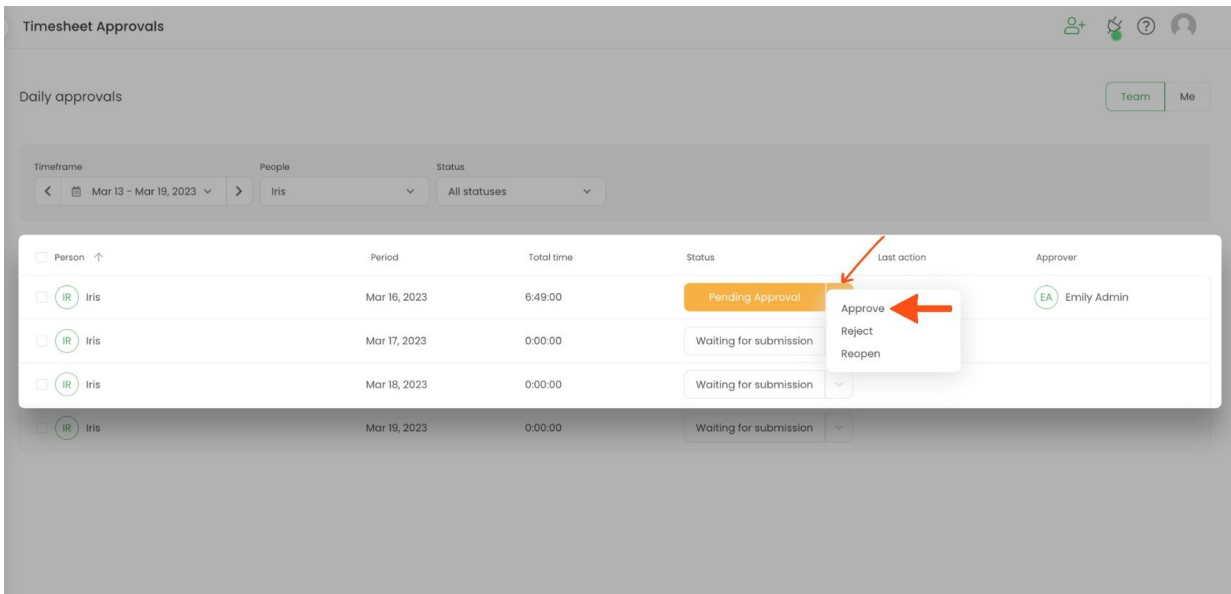 Timesheet Approvals
Daily approvals
Team Me
Timeframe People Status
Mar 13 - Mar 19, 2023 Iris All statuses
Person Period Total time Status Last action Approver
IR Iris Mar 16, 2023 6:49:00 Pending Approval EA Emily Admin
Approve
Reject
Reopen
IR Iris Mar 17, 2023 0:00:00 Waiting for submission
IR Iris Mar 18, 2023 0:00:00 Waiting for submission
IR Iris Mar 19, 2023 0:00:00 Waiting for submission